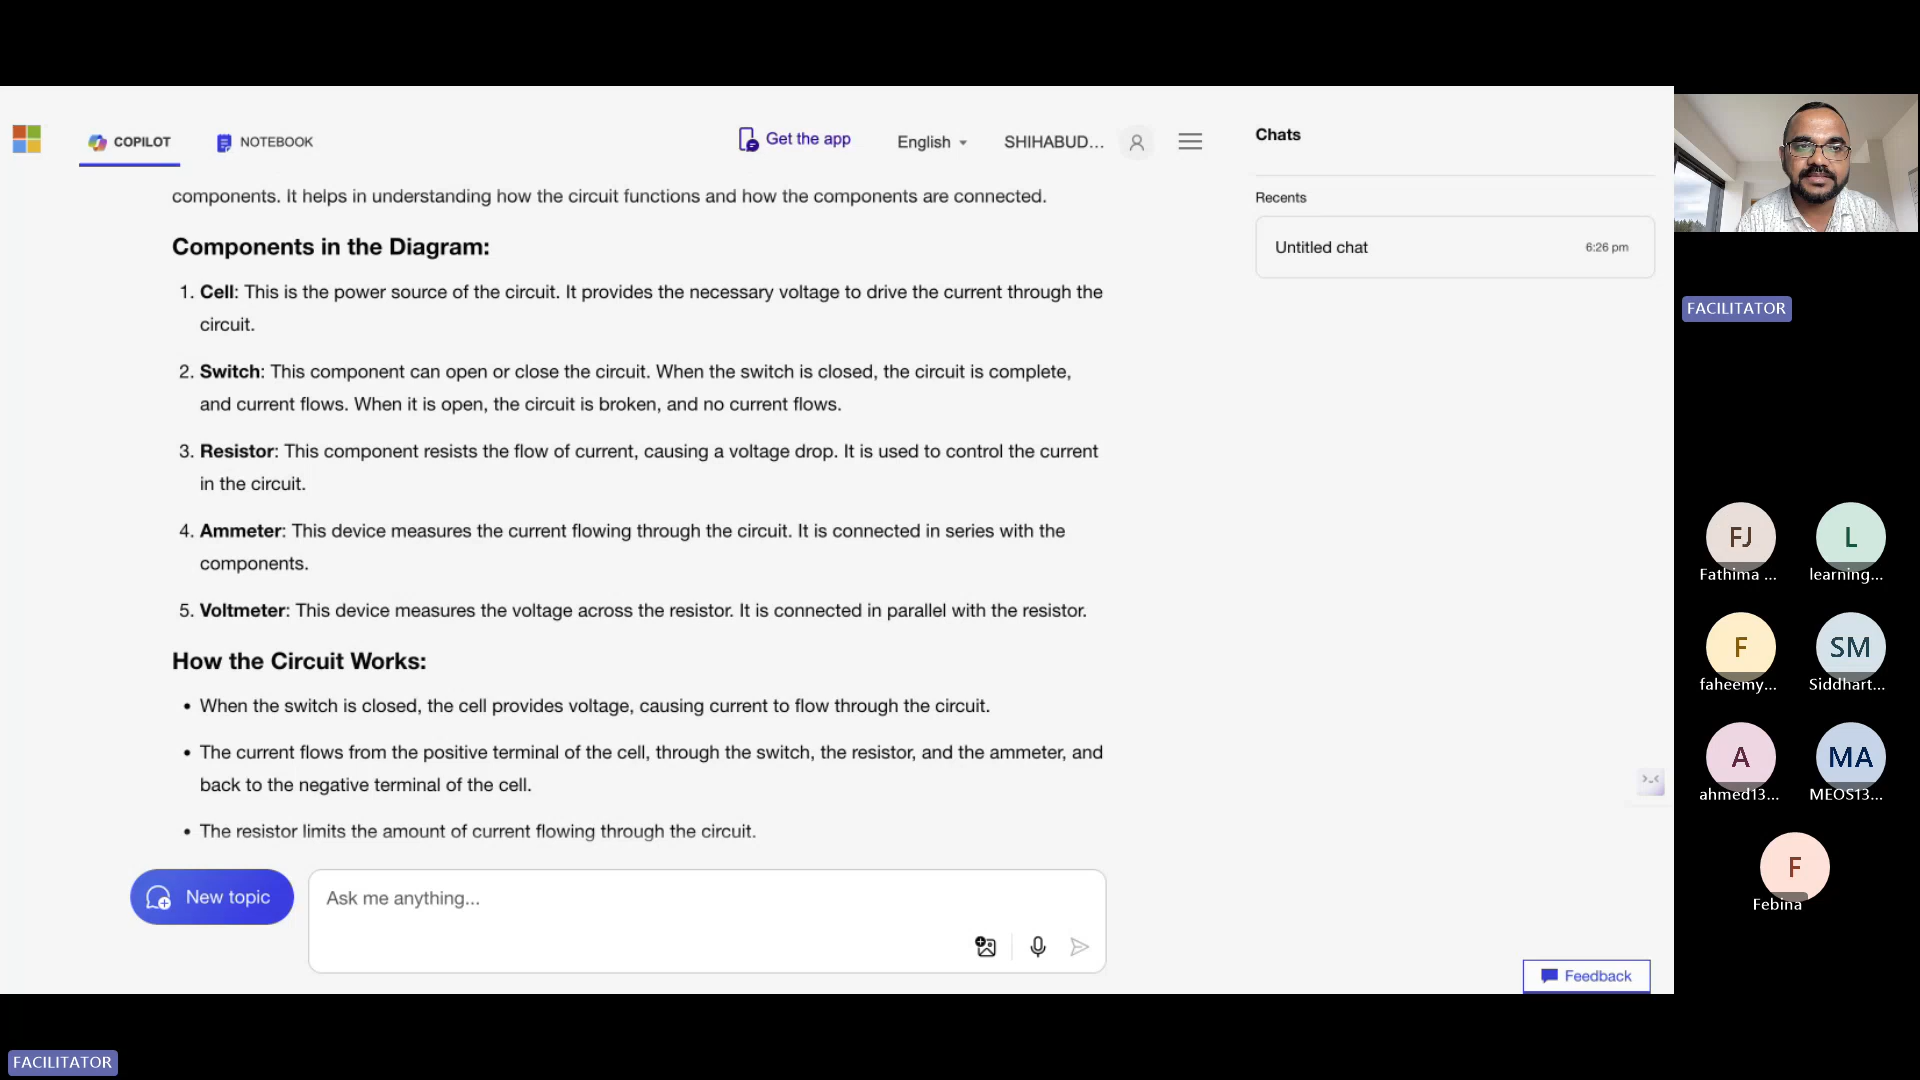 COPILOT
NOTEBOOK
Get the app
English
SHIHABUD...
components. It helps in understanding how the circuit functions and how the components are connected.
Components in the Diagram:
1. Cell: This is the power source of the circuit. It provides the necessary voltage to drive the current through the
circuit.
2. Switch: This component can open or close the circuit. When the switch is closed, the circuit is complete,
and current flows. When it is open, the circuit is broken, and no current flows.
3. Resistor: This component resists the flow of current, causing a voltage drop. It is used to control the current
in the circuit.
4. Ammeter: This device measures the current flowing through the circuit. It is connected in series with the
components.
5. Voltmeter: This device measures the voltage across the resistor. It is connected in parallel with the resistor.
How the Circuit Works:
• When the switch is closed, the cell provides voltage, causing current to flow through the circuit.
• The current flows from the positive terminal of the cell, through the switch, the resistor, and the ammeter, and
back to the negative terminal of the cell.
• The resistor limits the amount of current flowing through the circuit.
New topic
Ask me anything...
Chats
Recents
Untitled chat 6:26 pm
Feedback
FACILITATOR
FJ
Fathima ...
L
learning...
F
faheemy...
SM
Siddhart...
A
ahmed13...
MA
MEOS13...
F
Febina
FACILITATOR